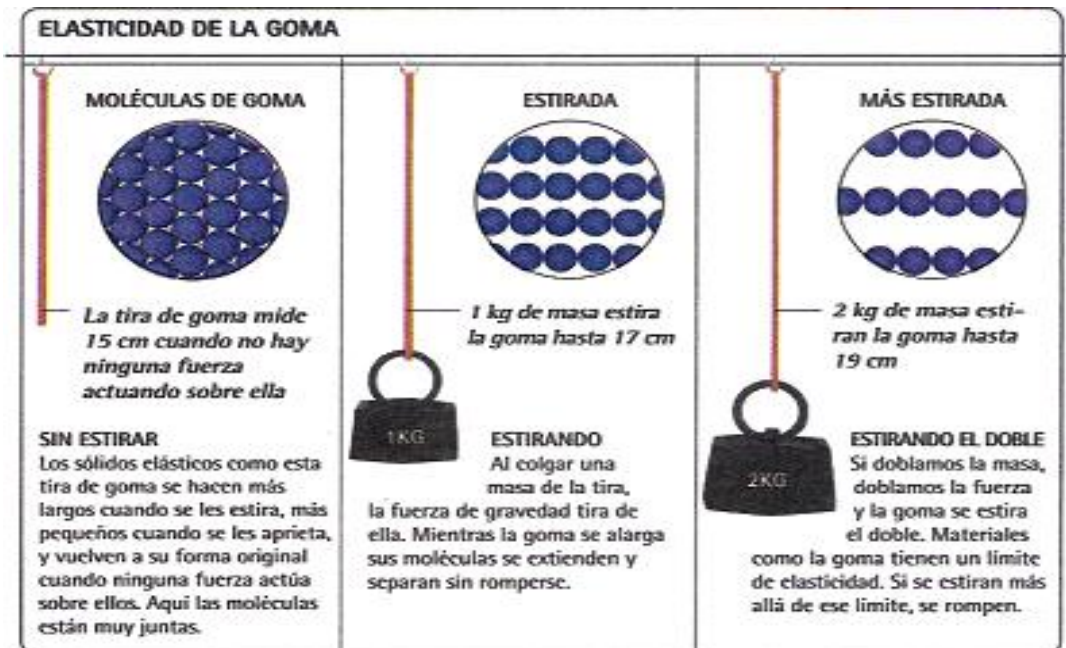 ELASTICIDAD DE LA GOMA
MOLÉCULAS DE GOMA
La tira de goma mide
15 cm cuando no hay
ninguna fuerza
actuando sobre ella
SIN ESTIRAR
Los sólidos elásticos como esta
tira de goma se hacen más
largos cuando se les estira, más
pequeños cuando se les aprieta,
y vuelven a su forma original
cuando ninguna fuerza actúa
sobre ellos. Aquí las moléculas
están muy juntas.
ESTIRADA
1 kg de masa estira
la goma hasta 17 cm
1KG
ESTIRANDO
Al colgar una
masa de la tira,
la fuerza de gravedad tira de
ella. Mientras la goma se alarga
sus moléculas se extienden y
separan sin romperse.
MÁS ESTIRADA
2 kg de masa esti-
ran la goma hasta
19 cm
2KG
ESTIRANDO EL DOBLE
Si doblamos la masa,
doblamos la fuerza
y la goma se estira
el doble. Materiales
como la goma tienen un límite
de elasticidad. Si se estiran más
allá de ese límite, se rompen.